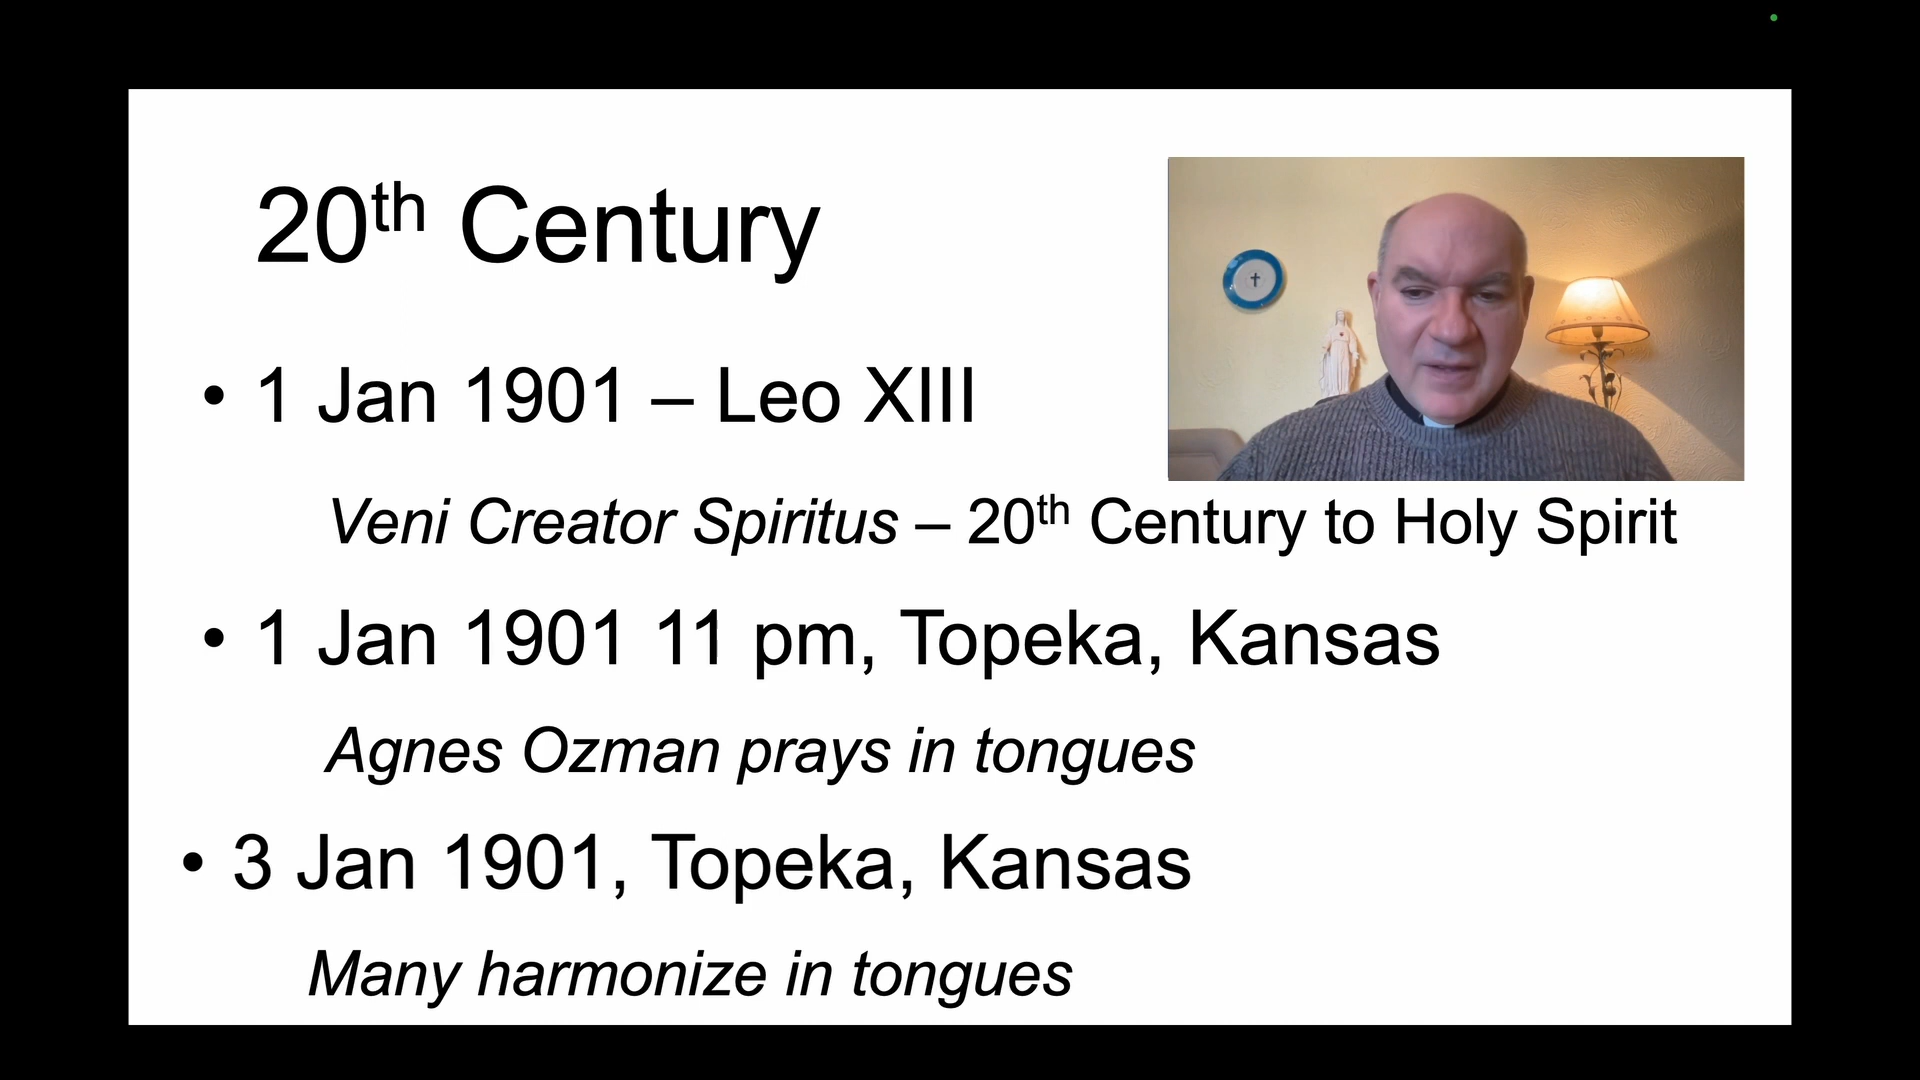 20th Century
• 1 Jan 1901 – Leo XIII
Veni Creator Spiritus – 20th Century to Holy Spirit
• 1 Jan 1901 11 pm, Topeka, Kansas
Agnes Ozman prays in tongues
• 3 Jan 1901, Topeka, Kansas
Many harmonize in tongues